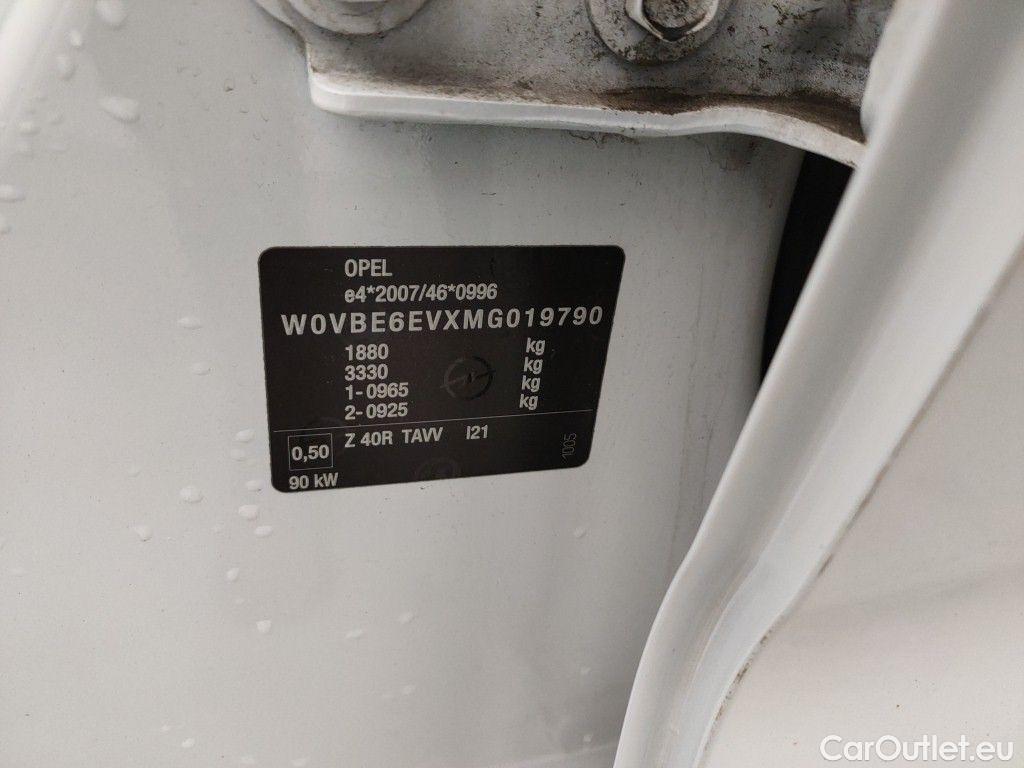 OPEL
e4*2007/46*0996
W0VBE6EVXMG019790
1880 kg
3330 kg
1-0965 kg
2-0925 kg
0,50 Z 40R TAVV I21
1005
90 kW
CarOutlet.eu